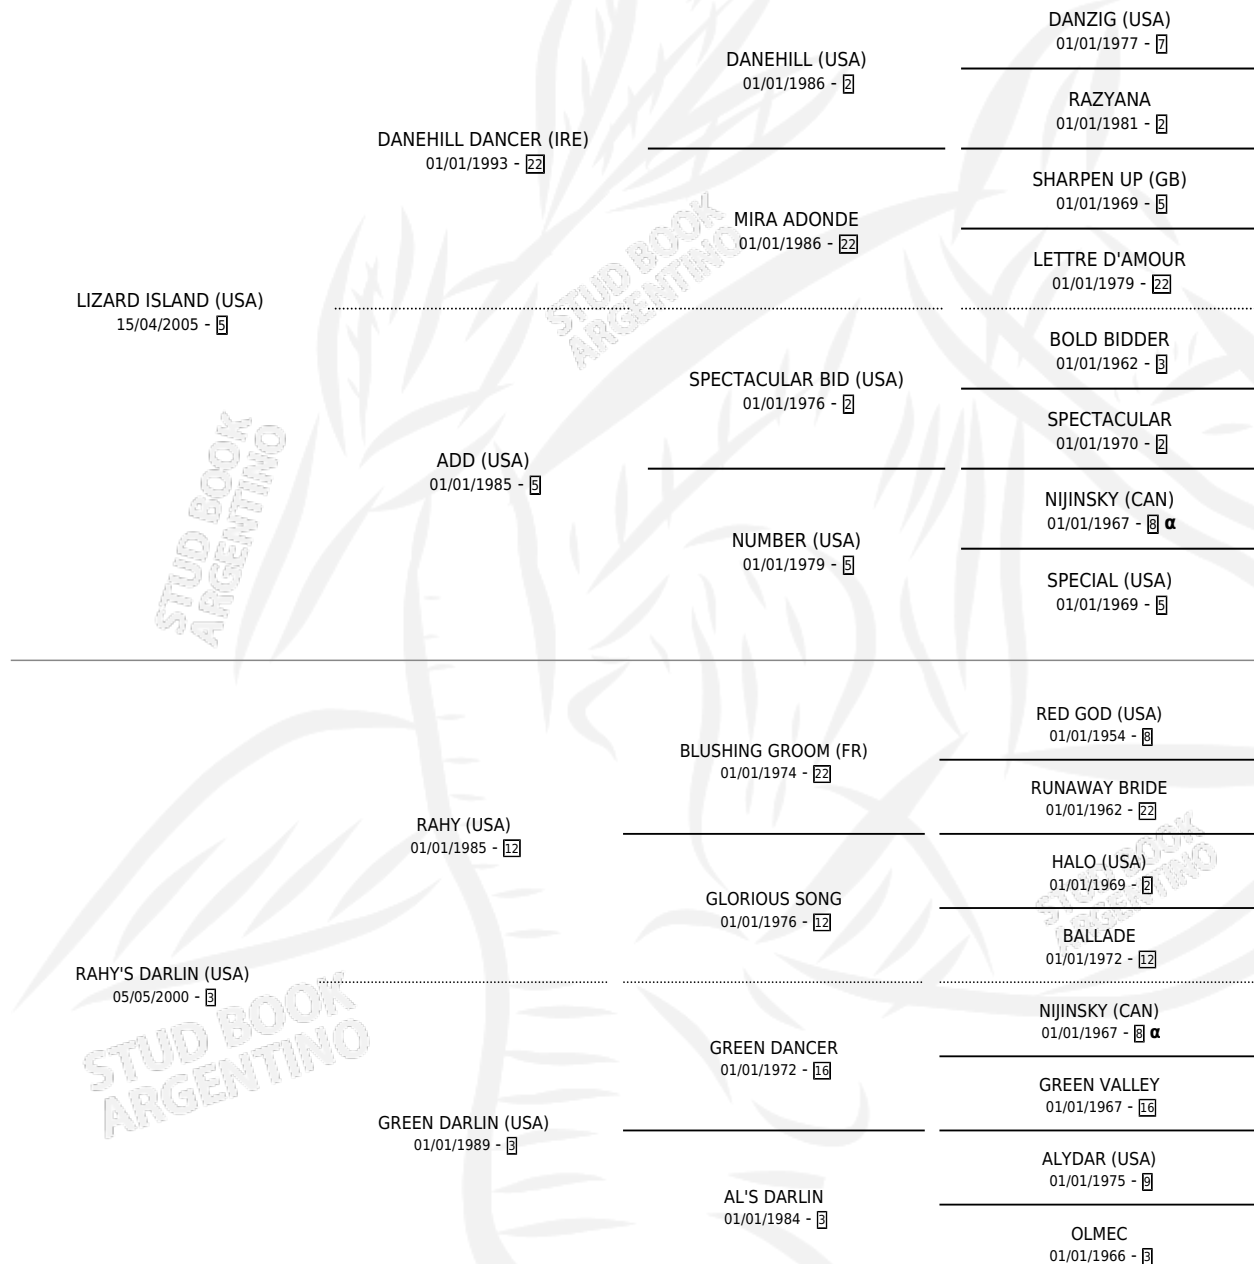 DANZIG (USA)
01/01/1977 - 7
DANEHILL (USA)
01/01/1986 - 2
RAZYANA
01/01/1981 - 2
DANEHILL DANCER (IRE)
01/01/1993 - 22
SHARPEN UP (GB)
01/01/1969 - 5
MIRA ADONDE
01/01/1986 - 22
LETTRE D'AMOUR
01/01/1979 - 22
STUD BOOK
ARGENTINO
LIZARD ISLAND (USA)
15/04/2005 - 5
BOLD BIDDER
01/01/1962 - 3
SPECTACULAR BID (USA)
01/01/1976 - 2
SPECTACULAR
01/01/1970 - 2
ADD (USA)
01/01/1985 - 5
STUD BOOK
ARGENTINO
NIJINSKY (CAN)
01/01/1967 - 8 α
NUMBER (USA)
01/01/1979 - 5
SPECIAL (USA)
01/01/1969 - 5
RED GOD (USA)
01/01/1954 - 8
BLUSHING GROOM (FR)
01/01/1974 - 22
RUNAWAY BRIDE
01/01/1962 - 22
RAHY (USA)
01/01/1985 - 12
HALO (USA)
01/01/1969 - 2
STUD BOOK
ARGENTINO
GLORIOUS SONG
01/01/1976 - 12
BALLADE
01/01/1972 - 12
RAHY'S DARLIN (USA)
05/05/2000 - 3
STUD BOOK
ARGENTINO
NIJINSKY (CAN)
01/01/1967 - 8 α
GREEN DANCER
01/01/1972 - 16
GREEN VALLEY
01/01/1967 - 16
GREEN DARLIN (USA)
01/01/1989 - 3
ALYDAR (USA)
01/01/1975 - 9
AL'S DARLIN
01/01/1984 - 3
OLMEC
01/01/1966 - 3